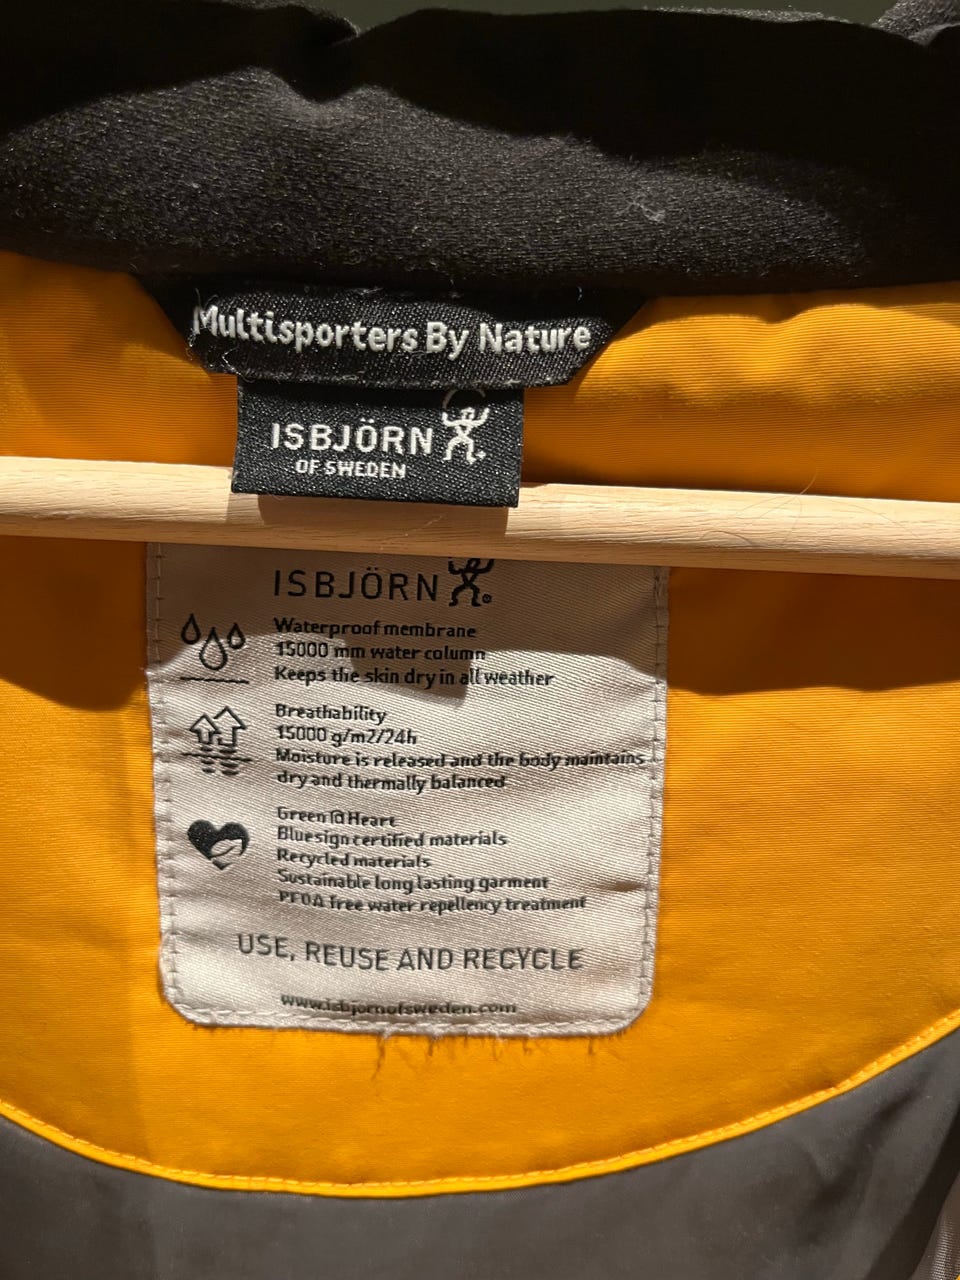 Multisporters By Nature
ISBJÖRN
OF SWEDEN
ISBJÖRN
Waterproof membrane
15000 mm water column
Keeps the skin dry in all weather
Breathability
15000 g/m2/24h
Moisture is released and the body maintains
dry and thermally balanced
Green @ Heart
Bluesign certified materials
Recycled materials
Sustainable long lasting garment
PFOA free water repellency treatment
USE, REUSE AND RECYCLE
www.isbjornofsweden.com